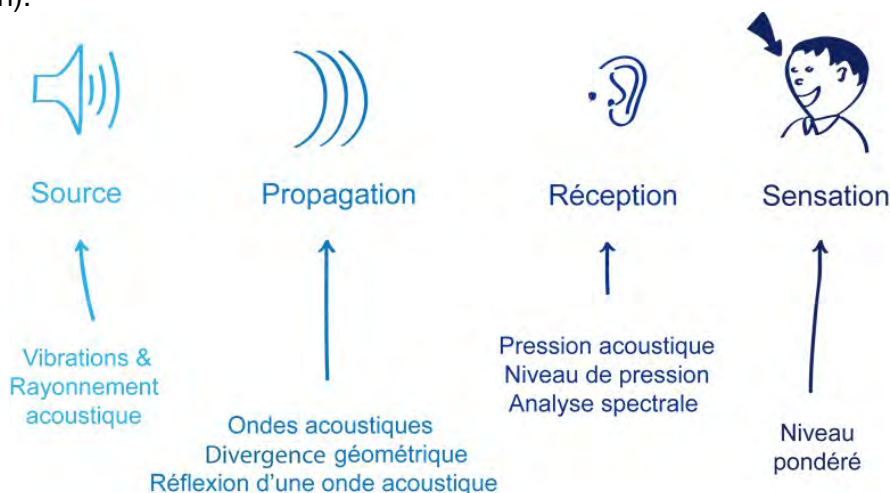 n).
Source
Propagation
Réception
Sensation
Vibrations &
Rayonnement
acoustique
Ondes acoustiques
Divergence géométrique
Réflexion d'une onde acoustique
Pression acoustique
Niveau de pression
Analyse spectrale
Niveau
pondéré